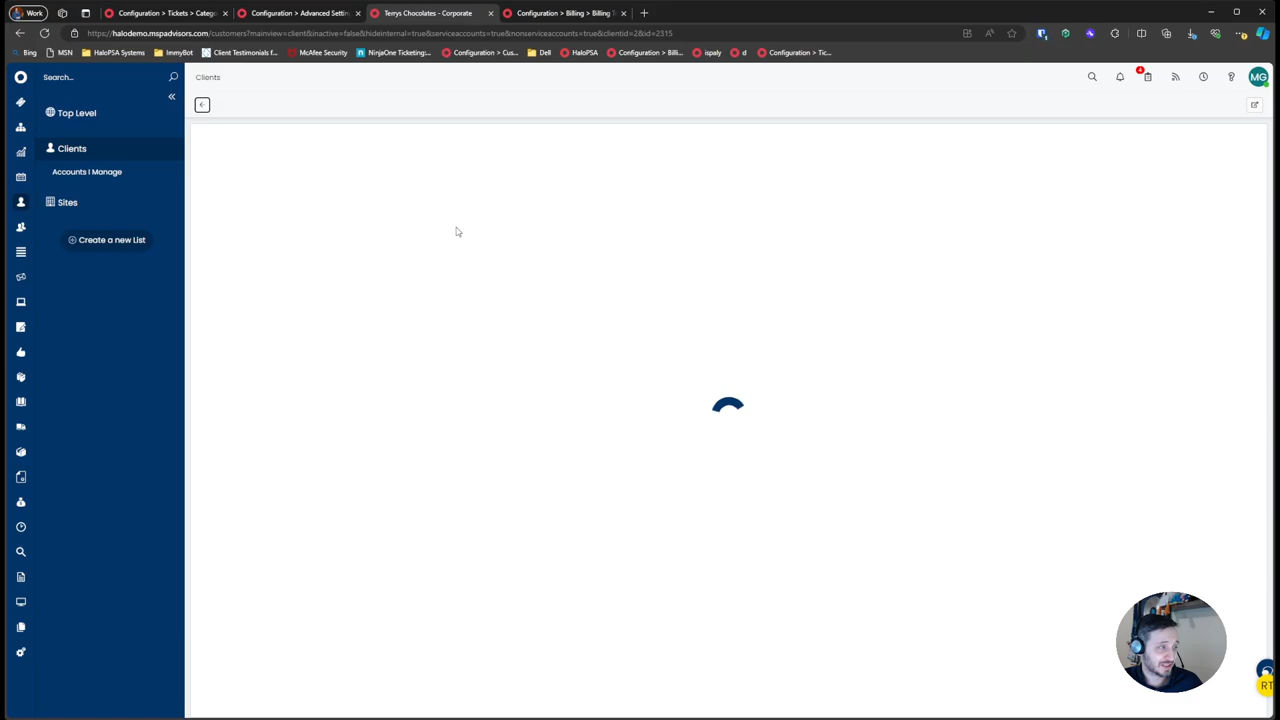 Work
Configuration > Tickets > Catego
Configuration > Advanced Settin
Terrys Chocolates - Corporate
Configuration > Billing > Billing
https://halodemo.mspadvisors.com/customers?mainview=client&inactive=false&hideinternal=true&serviceaccounts=true&nonserviceaccounts=true&clientid=2&id=2315
Bing
MSN
HaloPSA Systems
ImmyBot
Client Testimonials f...
McAfee Security
NinjaOne Ticketing:...
Configuration > Cus...
Dell
HaloPSA
Configuration > Billi...
ispaly
d
Configuration > Tic...
Search...
Clients
4
MG
Top Level
Clients
Accounts I Manage
Sites
Create a new List
RT